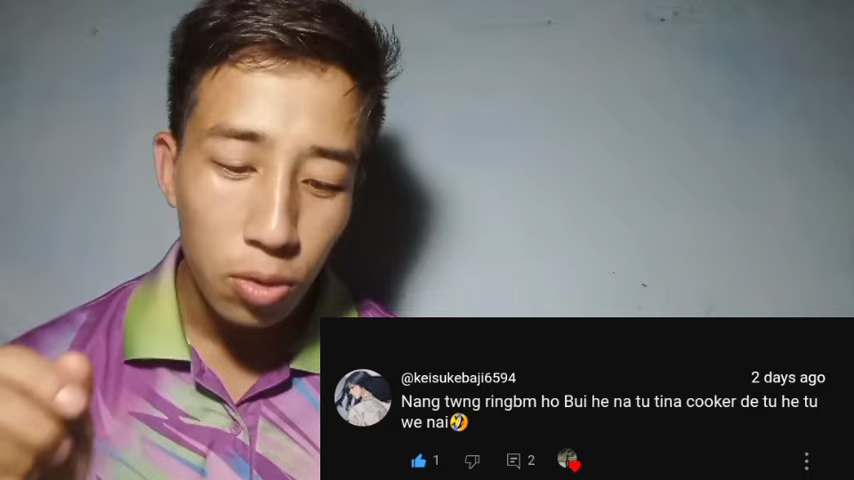 @keisukebaji6594
2 days ago
Nang twng ringbm ho Bui he na tu tina cooker de tu he tu
we nai🤣
1
2